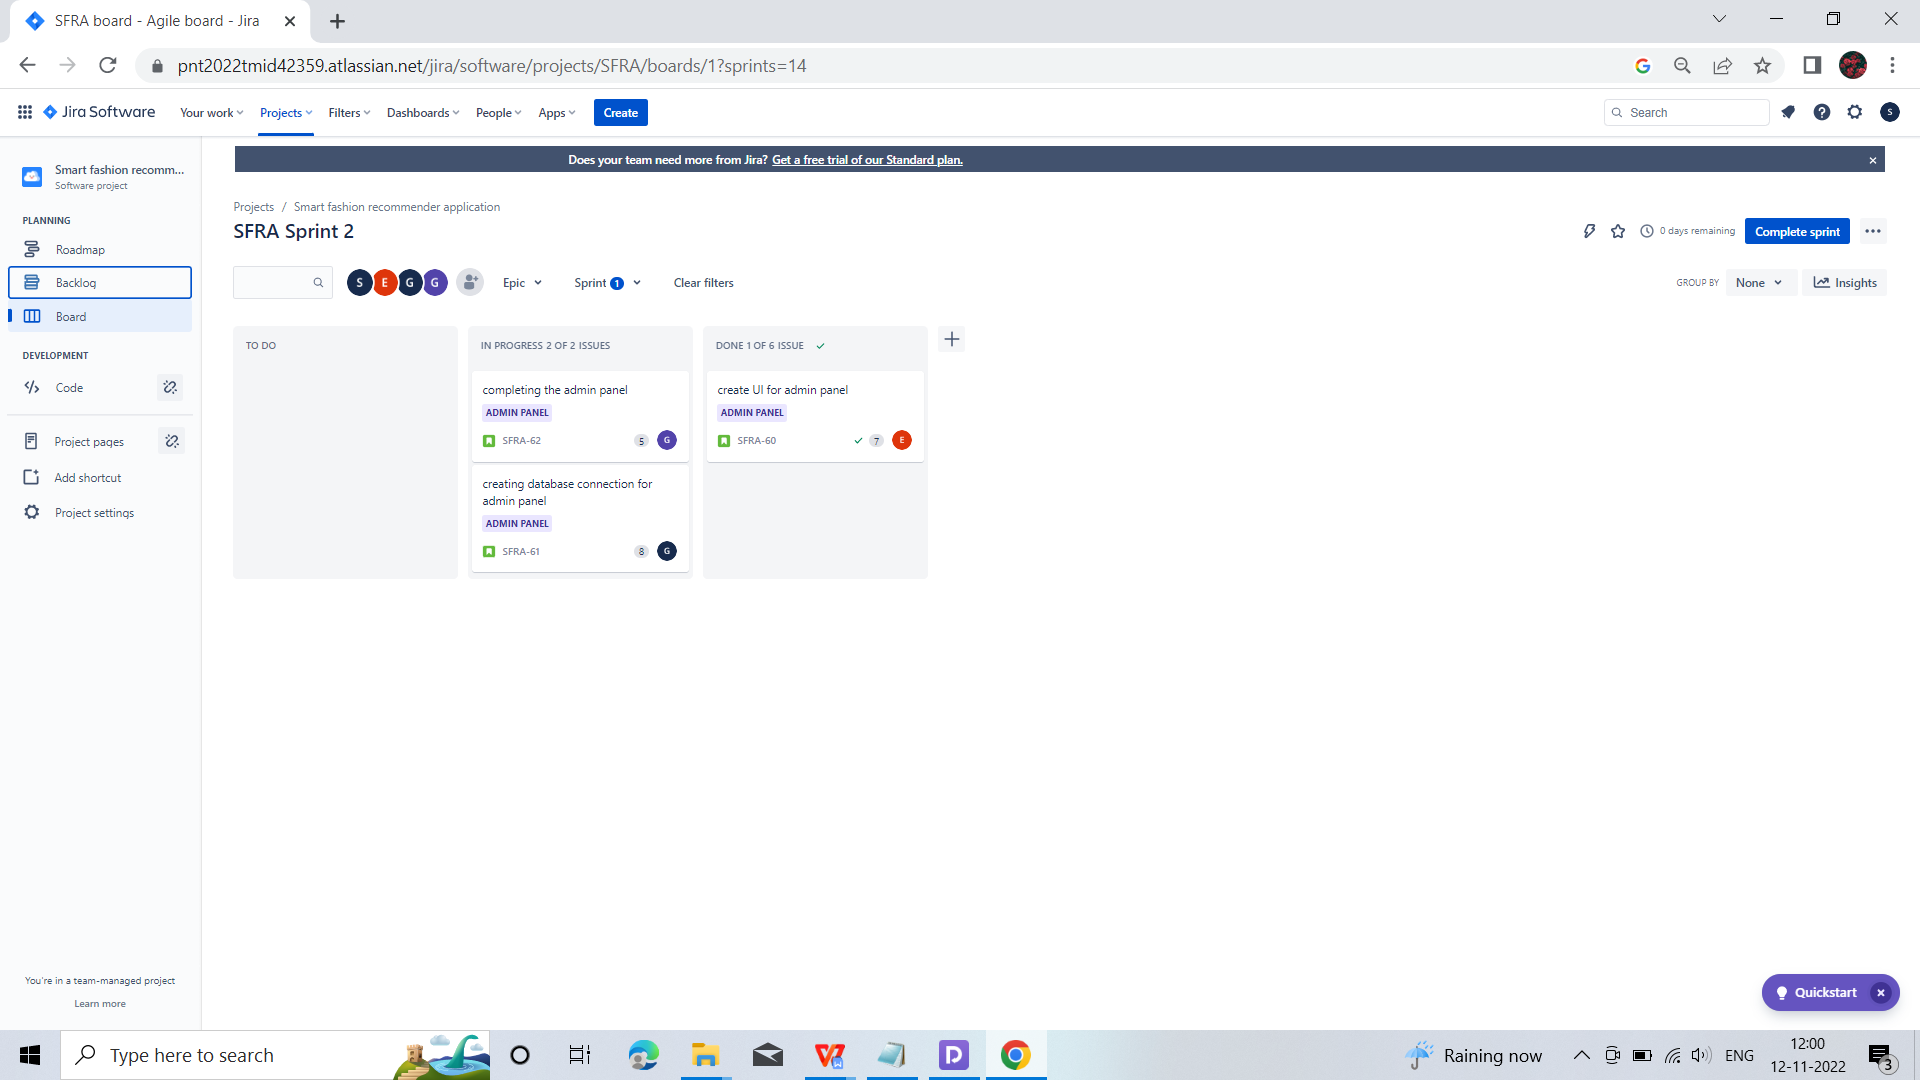 SFRA board - Agile board - Jira
pnt2022tmid42359.atlassian.net/jira/software/projects/SFRA/boards/1?sprints=14
Jira Software
Your work
Projects
Filters
Dashboards
People
Apps
Create
Search
S
Smart fashion recomm...
Software project
PLANNING
Roadmap
Backlog
Board
DEVELOPMENT
Code
Project pages
Add shortcut
Project settings
You're in a team-managed project
Learn more
Does your team need more from Jira? Get a free trial of our Standard plan.
Projects / Smart fashion recommender application
SFRA Sprint 2
0 days remaining
Complete sprint
S E G G
Epic
Sprint 1
Clear filters
GROUP BY
None
Insights
TO DO
IN PROGRESS 2 OF 2 ISSUES
completing the admin panel
ADMIN PANEL
SFRA-62
5
G
creating database connection for
admin panel
ADMIN PANEL
SFRA-61
8
G
DONE 1 OF 6 ISSUE
create UI for admin panel
ADMIN PANEL
SFRA-60
7
E
Quickstart
Type here to search
Raining now
ENG
12:00
12-11-2022
3